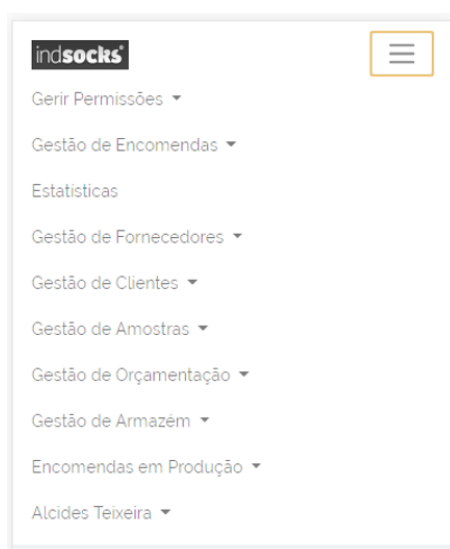 indsocks
Gerir Permissões
Gestão de Encomendas
Estatísticas
Gestão de Fornecedores
Gestão de Clientes
Gestão de Amostras
Gestão de Orçamentação
Gestão de Armazém
Encomendas em Produção
Alcides Teixeira